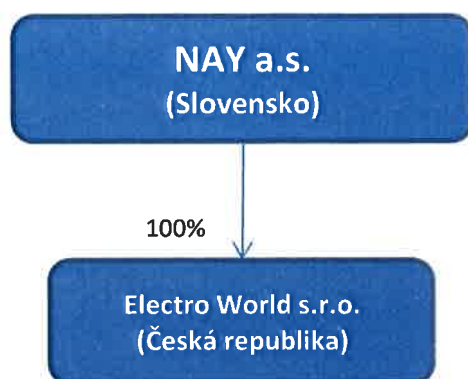 NAY a.s.
(Slovensko)
100%
Electro World s.r.o.
(Česká republika)